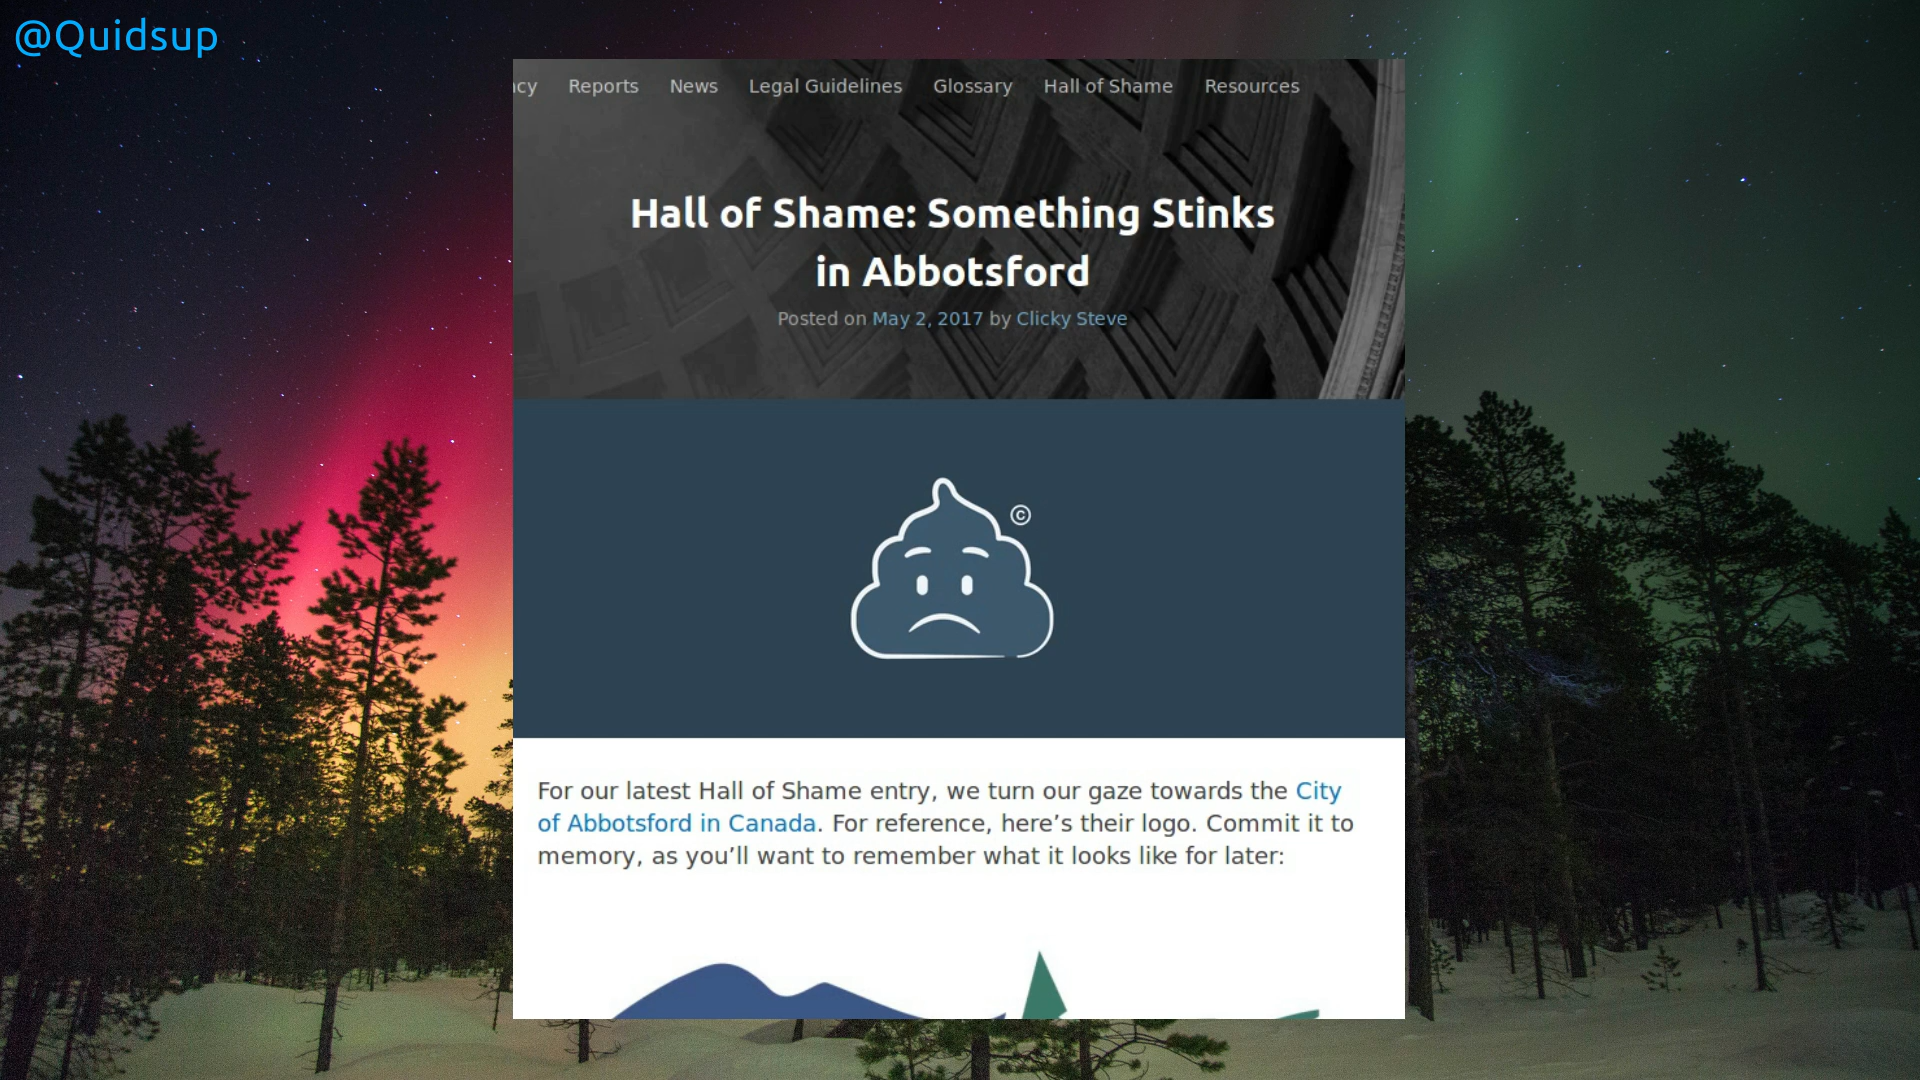 @Quidsup
Reports News Legal Guidelines Glossary Hall of Shame Resources
Hall of Shame: Something Stinks
in Abbotsford
Posted on May 2, 2017 by Clicky Steve
©
For our latest Hall of Shame entry, we turn our gaze towards the City
of Abbotsford in Canada. For reference, here’s their logo. Commit it to
memory, as you’ll want to remember what it looks like for later: